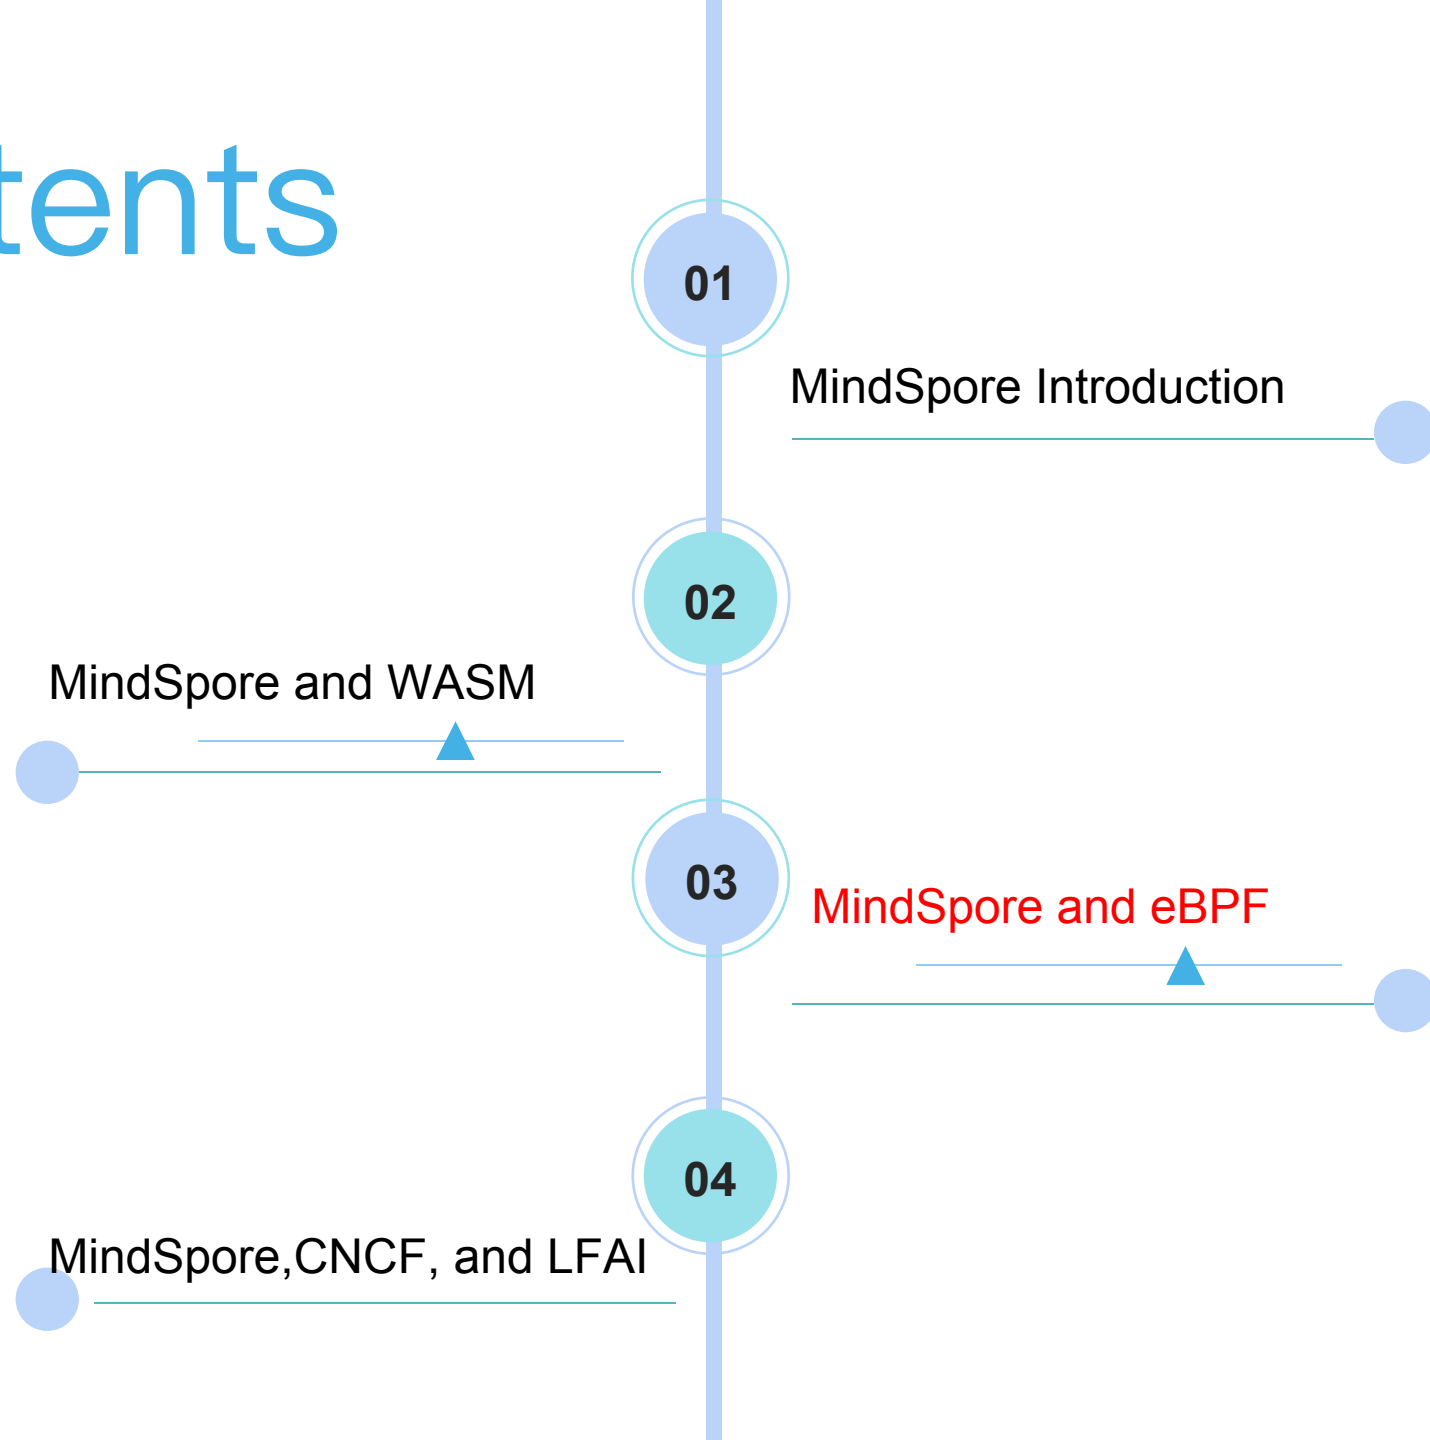 tents
01
MindSpore Introduction
02
MindSpore and WASM
03
MindSpore and eBPF
04
MindSpore,CNCF, and LFAI